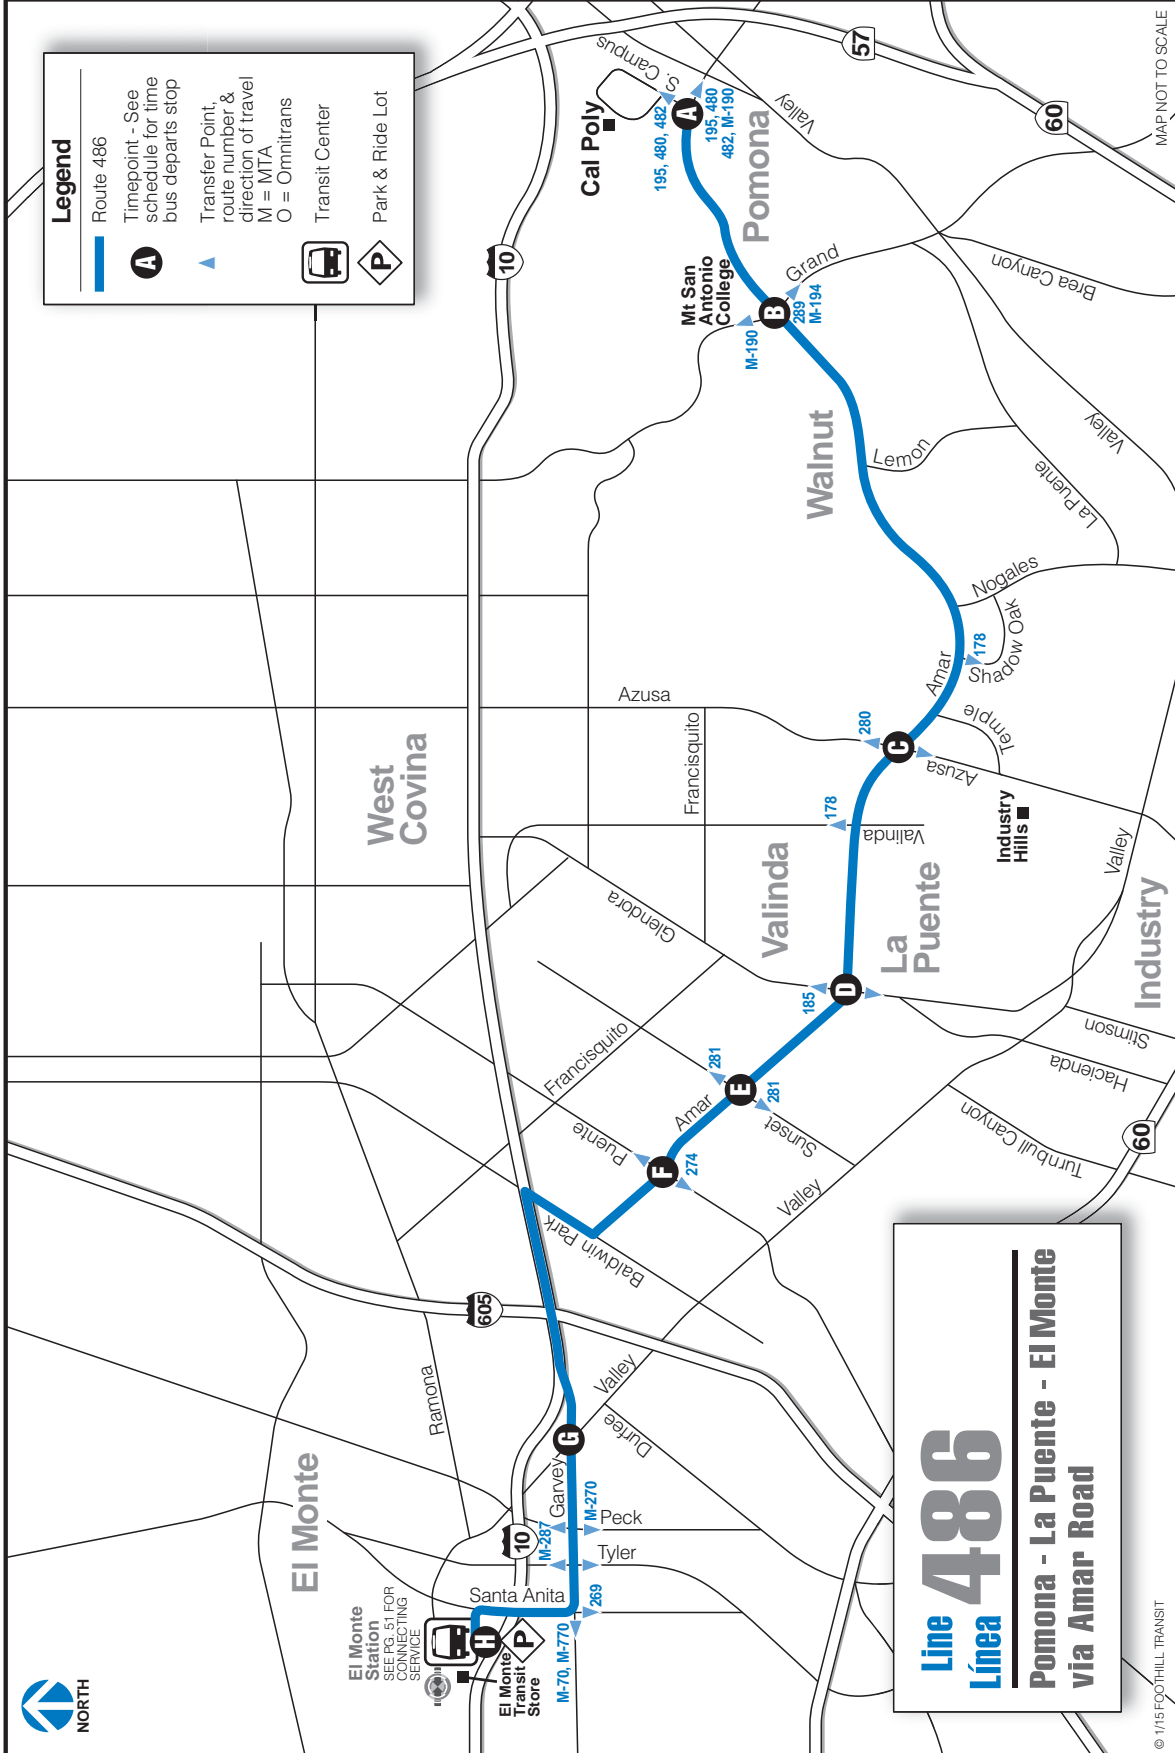 Legend
Route 486
A
Timepoint - See
schedule for time
bus departs stop
Transfer Point,
route number &
direction of travel
M = MTA
O = Omnitrans
Transit Center
P
Park & Ride Lot
NORTH
El Monte
Station
SEE PG. 51 FOR
CONNECTING
SERVICE
El Monte
Transit
Store
H
P
M-70, M-770
Santa Anita
269
Tyler
M-287
Peck
M-270
Garvey
10
El Monte
Ramona
G
Durfee
Valley
605
Baldwin Park
Puente
F
274
Francisquito
Amar
281
E
281
Sunset
Valley
Turnbull Canyon
60
Hacienda
Stimson
Industry
185
D
Glendora
Valinda
La
Puente
West
Covina
Francisquito
178
Valinda
Industry
Hills
Valley
Azusa
280
C
Azusa
Temple
Amar
178
Shadow Oak
Nogales
Walnut
Lemon
La Puente
Valley
10
Mt San
Antonio
College
M-190
B
289
M-194
Grand
Brea Canyon
Pomona
Cal Poly
S. Campus
195, 480, 482
A
195, 480
482, M-190
Valley
57
60
MAP NOT TO SCALE
Line
Línea
486
Pomona - La Puente - El Monte
via Amar Road
© 1/15 FOOTHILL TRANSIT